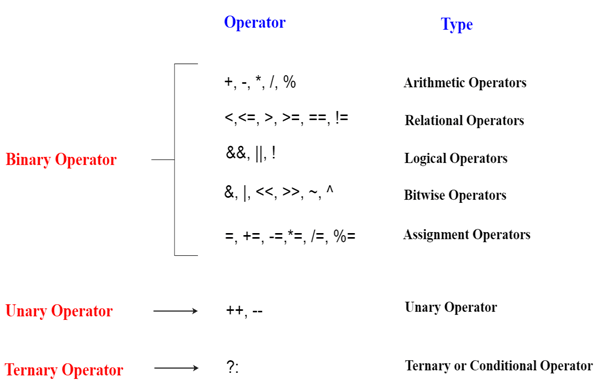 Operator Type
+, -, *, /, % Arithmetic Operators
<,<=, >, >=, ==, != Relational Operators
&&, ||, ! Logical Operators
Binary Operator
&, |, <<, >>, ~, ^ Bitwise Operators
=, +=, -=,*=, /=, %= Assignment Operators
Unary Operator ++, -- Unary Operator
Ternary Operator ?: Ternary or Conditional Operator